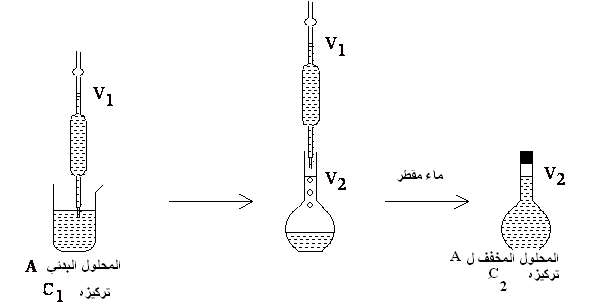 V1
المحلول البدئي A
تركيزه C1
V1
V2
ماء مقطر
V2
المحلول المخفف ل A
تركيزه C2